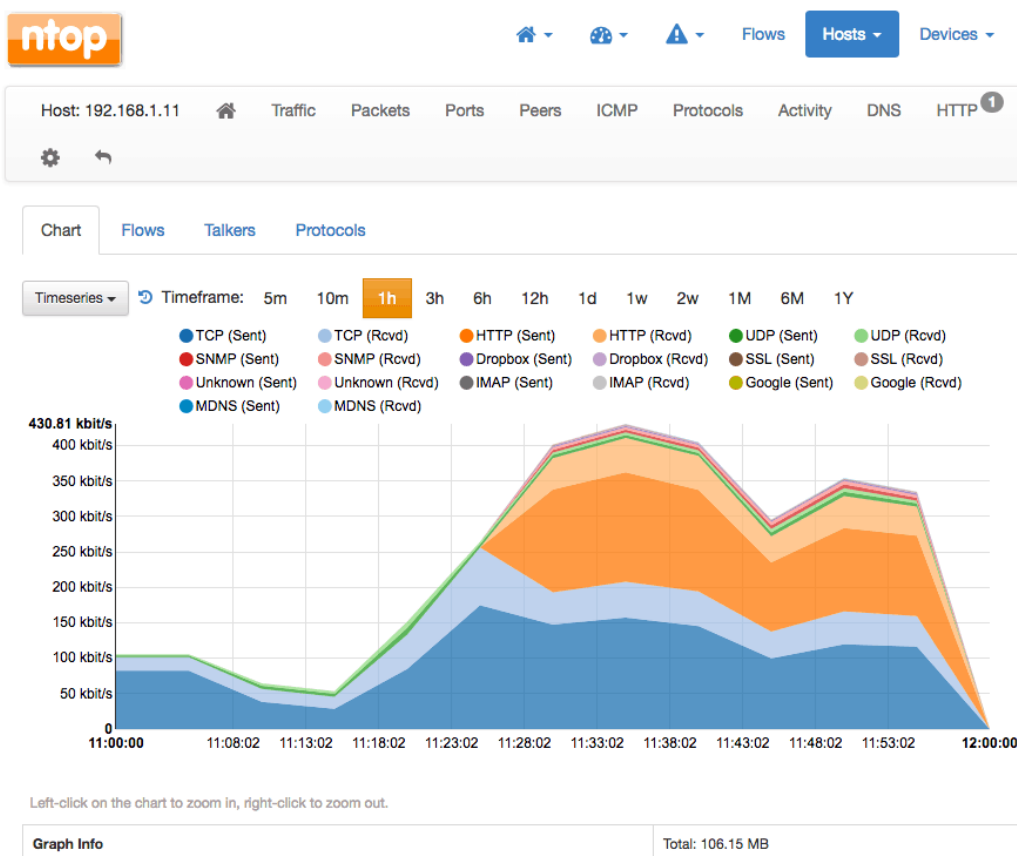 ntop
Flows Hosts Devices
Host: 192.168.1.11 Traffic Packets Ports Peers ICMP Protocols Activity DNS HTTP 1
Chart Flows Talkers Protocols
Timeseries Timeframe: 5m 10m 1h 3h 6h 12h 1d 1w 2w 1M 6M 1Y
TCP (Sent) TCP (Rcvd) HTTP (Sent) HTTP (Rcvd) UDP (Sent) UDP (Rcvd)
SNMP (Sent) SNMP (Rcvd) Dropbox (Sent) Dropbox (Rcvd) SSL (Sent) SSL (Rcvd)
Unknown (Sent) Unknown (Rcvd) IMAP (Sent) IMAP (Rcvd) Google (Sent) Google (Rcvd)
MDNS (Sent) MDNS (Rcvd)
430.81 kbit/s
400 kbit/s
350 kbit/s
300 kbit/s
250 kbit/s
200 kbit/s
150 kbit/s
100 kbit/s
50 kbit/s
0
11:00:00 11:08:02 11:13:02 11:18:02 11:23:02 11:28:02 11:33:02 11:38:02 11:43:02 11:48:02 11:53:02 12:00:00
Left-click on the chart to zoom in, right-click to zoom out.
Graph Info Total: 106.15 MB